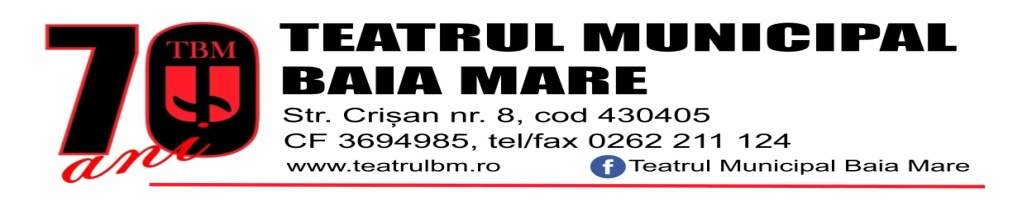 70 ani
TBM
TEATRUL MUNICIPAL
BAIA MARE
Str. Crișan nr. 8, cod 430405
CF 3694985, tel/fax 0262 211 124
www.teatrulbm.ro f Teatrul Municipal Baia Mare